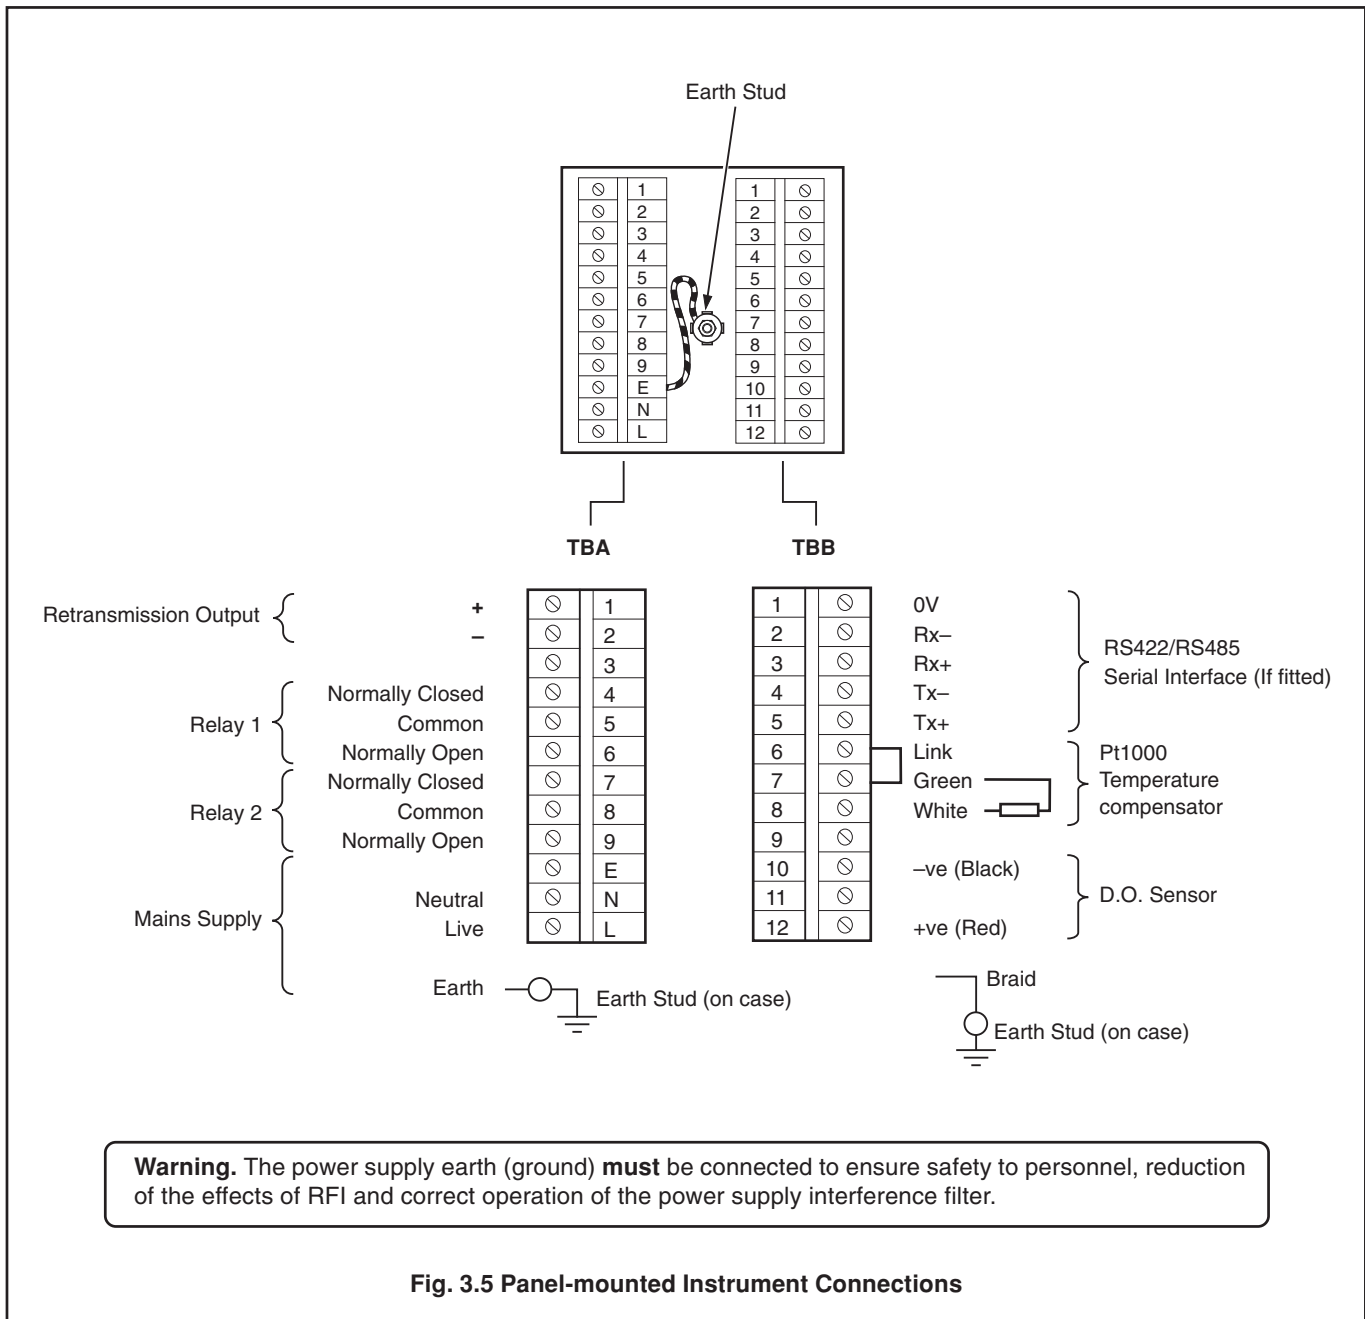 Earth Stud
1 1
2 2
3 3
4 4
5 5
6 6
7 7
8 8
9 9
E 10
N 11
L 12
TBA TBB
Retransmission Output
+ 1
– 2
3
Relay 1
Normally Closed 4
Common 5
Normally Open 6
Relay 2
Normally Closed 7
Common 8
Normally Open 9
Mains Supply
E
Neutral N
Live L
Earth
Earth Stud (on case)
1 0V
2 Rx–
3 Rx+
4 Tx–
5 Tx+
RS422/RS485
Serial Interface (If fitted)
6 Link
7 Green
8 White
Pt1000
Temperature
compensator
9
10 –ve (Black)
11
12 +ve (Red)
D.O. Sensor
Braid
Earth Stud (on case)
Warning. The power supply earth (ground) must be connected to ensure safety to personnel, reduction
of the effects of RFI and correct operation of the power supply interference filter.
Fig. 3.5 Panel-mounted Instrument Connections